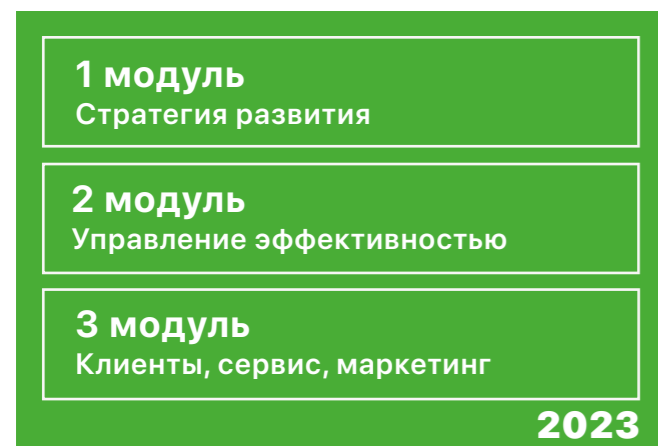 1 модуль
Стратегия развития
2 модуль
Управление эффективностью
3 модуль
Клиенты, сервис, маркетинг
2023